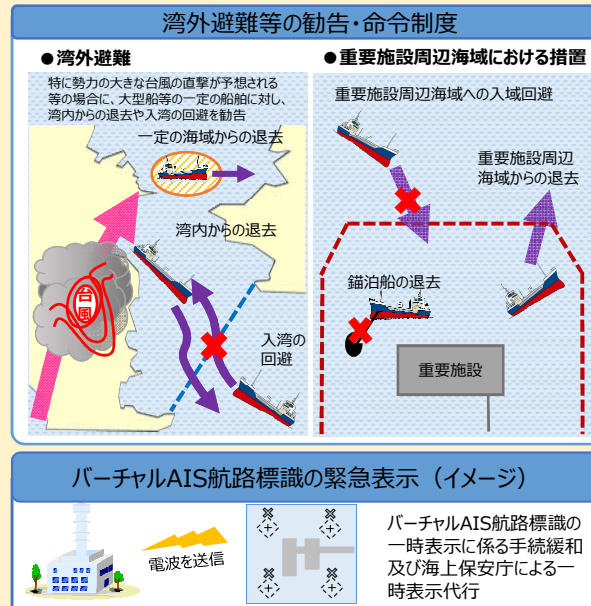 湾外避難等の勧告・命令制度
●湾外避難
特に勢力の大きな台風の直撃が予想される
等の場合に、大型船等の一定の船舶に対し、
湾内からの退去や入湾の回避を勧告
一定の海域からの退去
湾内からの退去
台
風
入湾の
回避
●重要施設周辺海域における措置
重要施設周辺海域への入域回避
重要施設周辺
海域からの退去
錨泊船の退去
重要施設
バーチャルAIS航路標識の緊急表示（イメージ）
電波を送信
バーチャルAIS航路標識の
一時表示に係る手続緩和
及び海上保安庁による一
時表示代行